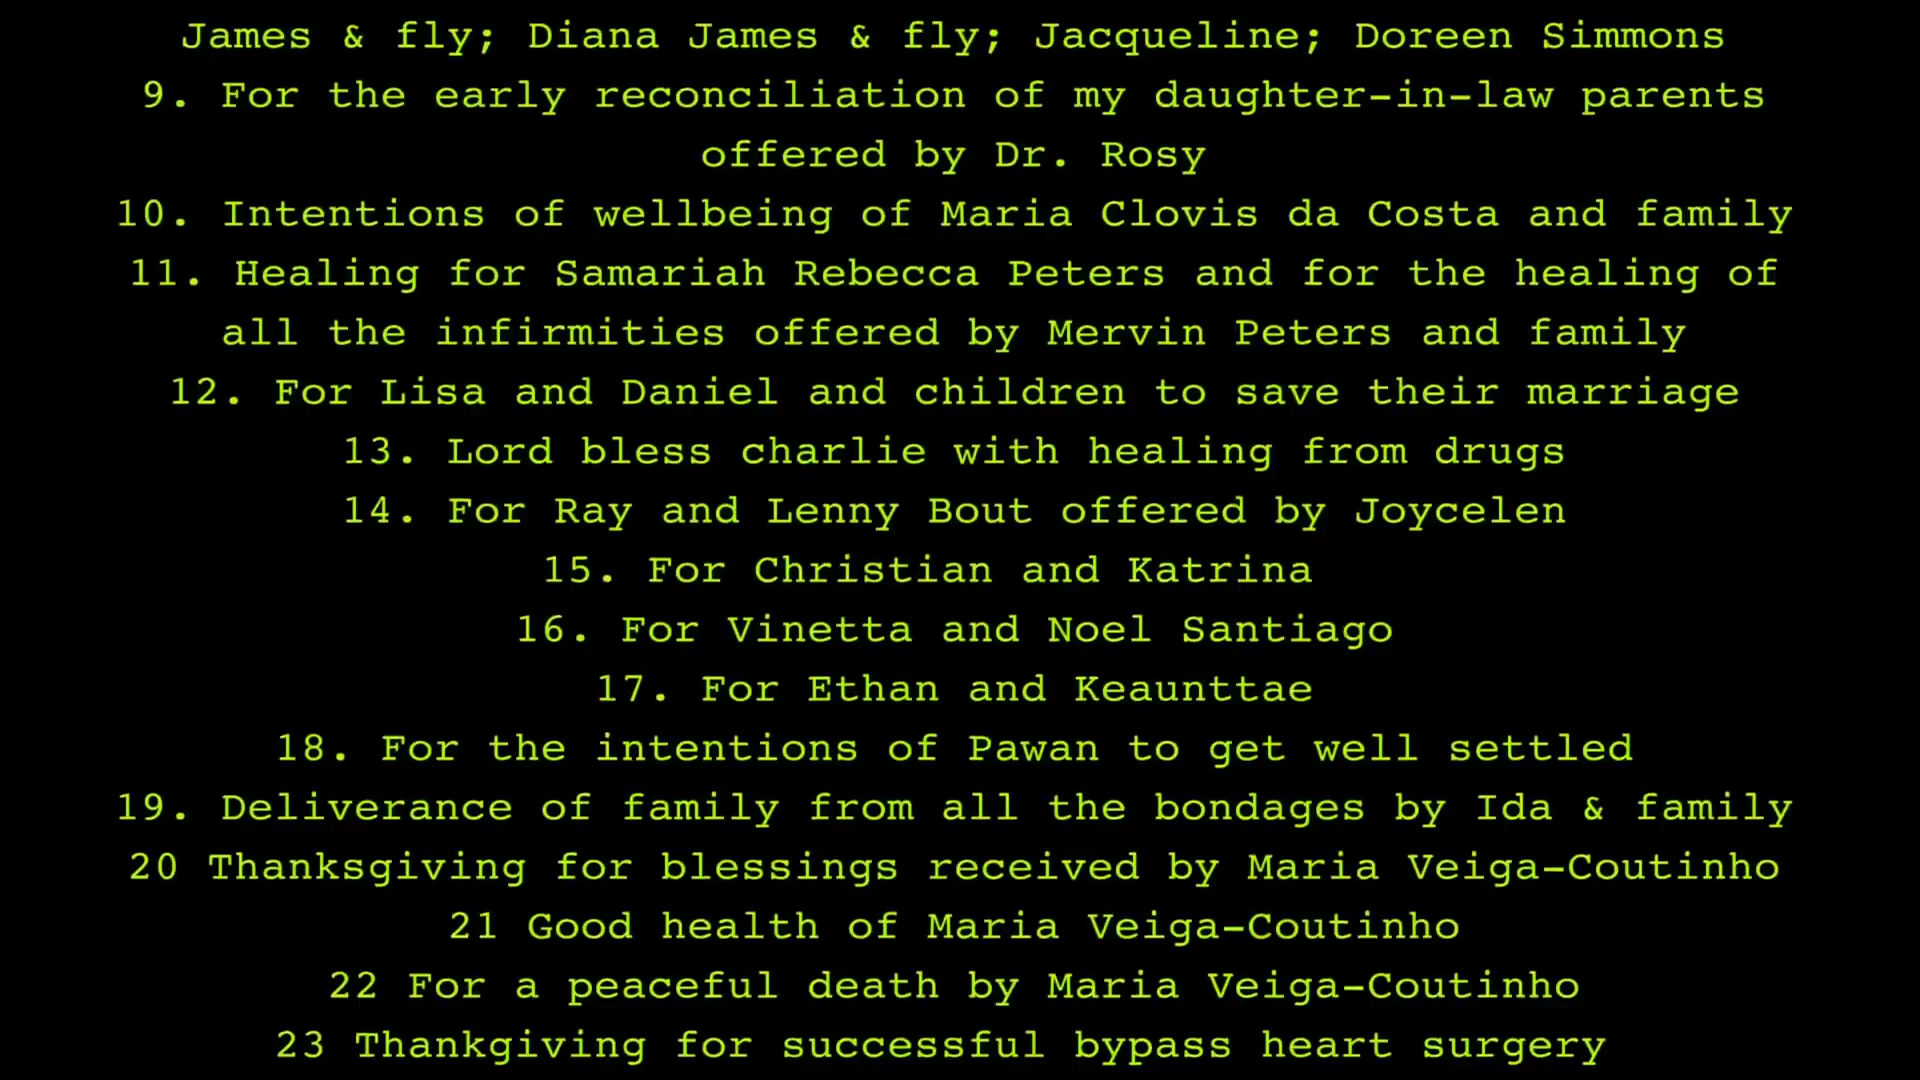 James & fly; Diana James & fly; Jacqueline; Doreen Simmons
9. For the early reconciliation of my daughter-in-law parents
offered by Dr. Rosy
10. Intentions of wellbeing of Maria Clovis da Costa and family
11. Healing for Samariah Rebecca Peters and for the healing of
all the infirmities offered by Mervin Peters and family
12. For Lisa and Daniel and children to save their marriage
13. Lord bless charlie with healing from drugs
14. For Ray and Lenny Bout offered by Joycelen
15. For Christian and Katrina
16. For Vinetta and Noel Santiago
17. For Ethan and Keaunttae
18. For the intentions of Pawan to get well settled
19. Deliverance of family from all the bondages by Ida & family
20 Thanksgiving for blessings received by Maria Veiga-Coutinho
21 Good health of Maria Veiga-Coutinho
22 For a peaceful death by Maria Veiga-Coutinho
23 Thankgiving for successful bypass heart surgery